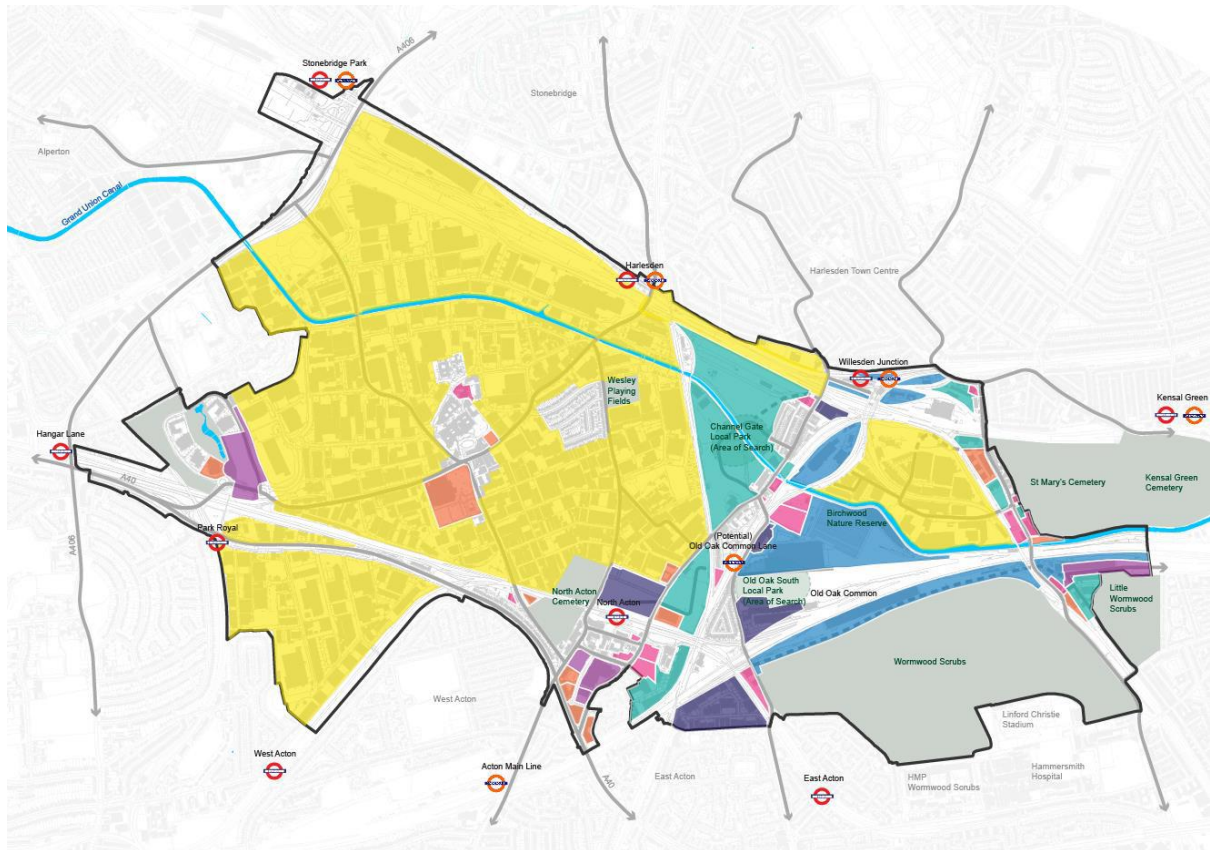 A406
Stonebridge Park
Stonebridge
Alperton
Grand Union Canal
Harlesden
Harlesden Town Centre
Willesden Junction
Kensal Green
Wesley
Playing
Fields
Channel Gate
Local Park
(Area of Search)
Hangar Lane
A40
St Mary's Cemetery
Kensal Green
Cemetery
Park Royal
A406
Birchwood
Nature Reserve
(Potential)
Old Oak Common Lane
Old Oak South
Local Park
(Area of Search)
Old Oak Common
North Acton
Cemetery
North Acton
Little
Wormwood
Scrubs
Wormwood Scrubs
West Acton
Linford Christie
Stadium
West Acton
Acton Main Line
A40
East Acton
East Acton
HMP
Wormwood Scrubs
Hammersmith
Hospital